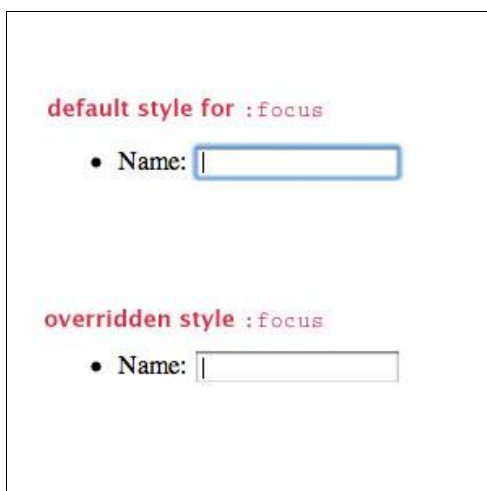 default style for :focus
• Name:
overridden style :focus
• Name: